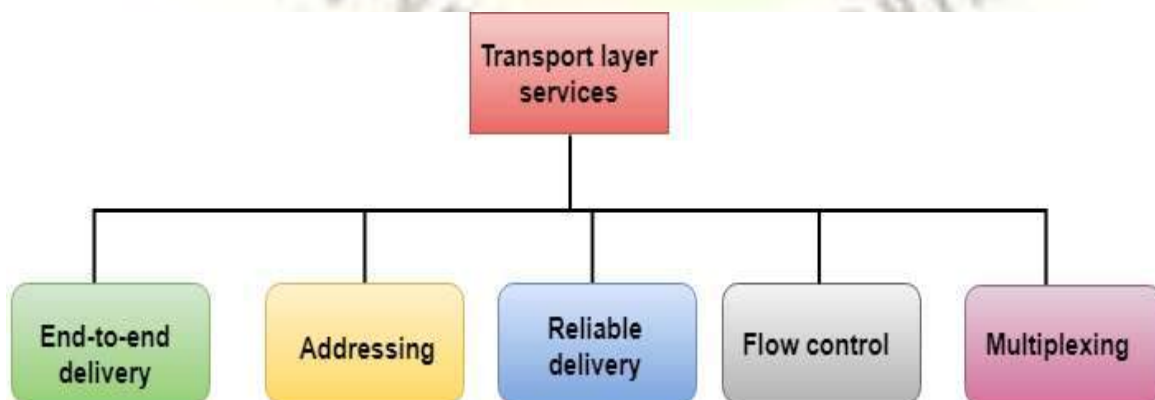 Transport layer
services
End-to-end
delivery
Addressing
Reliable
delivery
Flow control
Multiplexing